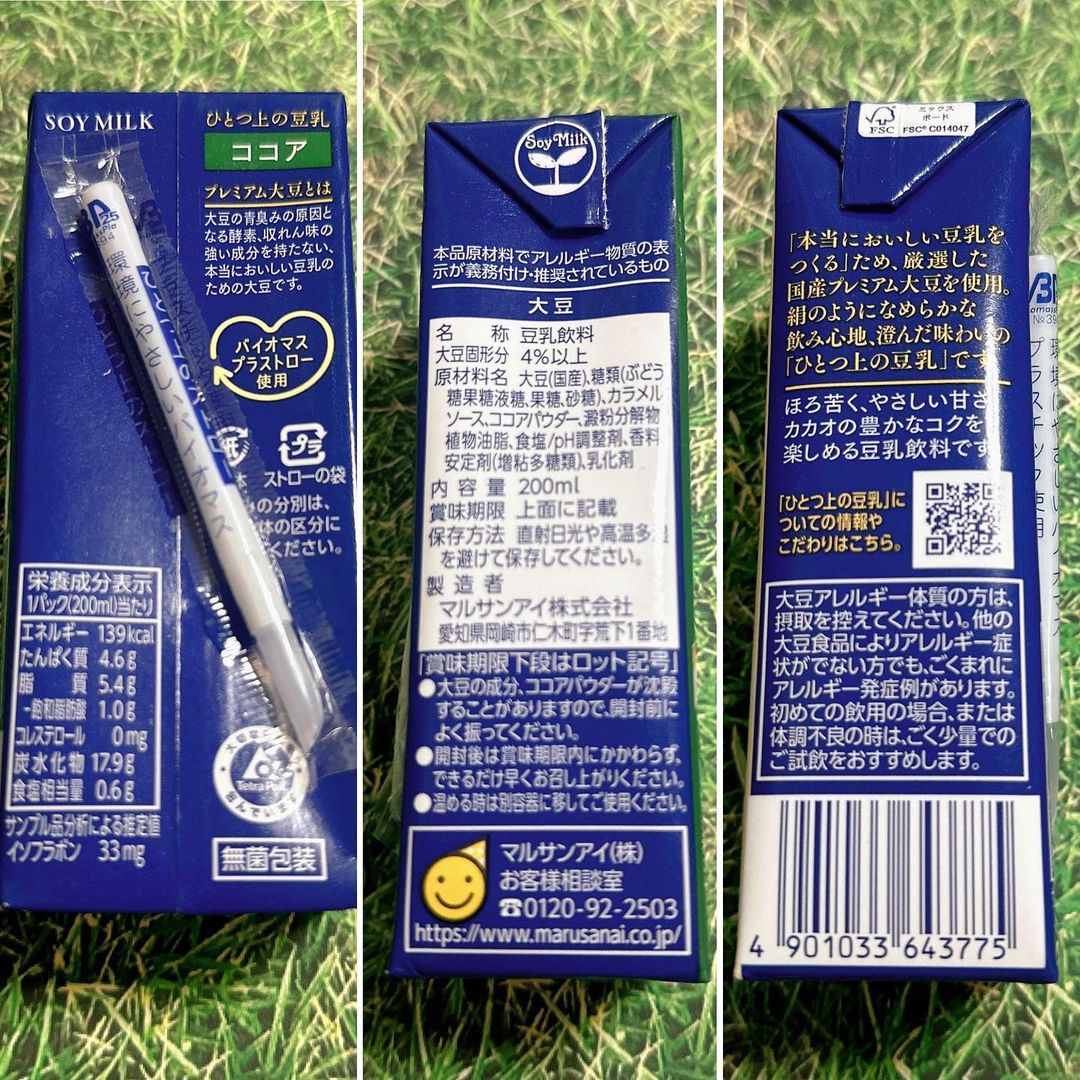 SOY MILK
ひとつ上の豆乳
ココア
プレミアム大豆とは
大豆の青臭みの原因と
なる酵素、収れん味の
強い成分を持たない、
本当においしい豆乳の
ための大豆です。
バイオマス
プラストロー
使用
25
環境にやさしいバイオマス
紙
プラ
本
ストローの袋
の分別は、
体の区分に
ください。
栄養成分表示
1パック(200ml)当たり
エネルギー 139kcal
たんぱく質 4.6g
脂質 5.4g
-飽和脂肪酸 1.0g
コレステロール 0mg
炭水化物 17.9g
食塩相当量 0.6g
サンプル品分析による推定値
イソフラボン 33mg
大切な
Tetra Pak
包んでいます
無菌包装
Soy Milk
本品原材料でアレルギー物質の表
示が義務付け・推奨されているもの
大豆
名称 豆乳飲料
大豆固形分 4%以上
原材料名 大豆(国産)、糖類(ぶどう
糖果糖液糖、果糖、砂糖)、カラメル
ソース、ココアパウダー、澱粉分解物
植物油脂、食塩/pH調整剤、香料
安定剤(増粘多糖類)、乳化剤
内容量 200ml
賞味期限 上面に記載
保存方法 直射日光や高温多湿
を避けて保存してください。
製造者
マルサンアイ株式会社
愛知県岡崎市仁木町字荒下1番地
「賞味期限下段はロット記号」
●大豆の成分、ココアパウダーが沈殿
することがありますので、開封前に
よく振ってください。
●開封後は賞味期限内にかかわらず、
できるだけ早くお召し上がりください。
●温める時は別容器に移してご使用ください。
マルサンアイ(株)
お客様相談室
☎0120-92-2503
https://www.marusanai.co.jp/
FSC
ミックス
ボード
FSC® C014047
「本当においしい豆乳を
つくる」ため、厳選した
国産プレミアム大豆を使用。
絹のようになめらかな
飲み心地、澄んだ味わいの
「ひとつ上の豆乳」です
ほろ苦く、やさしい甘さ
カカオの豊かなコクを
楽しめる豆乳飲料です
「ひとつ上の豆乳」に
ついての情報や
こだわりはこちら。
No39
大豆アレルギー体質の方は、
摂取を控えてください。他の
大豆食品によりアレルギー症
状がでない方でも、ごくまれに
アレルギー発症例があります。
初めての飲用の場合、または
体調不良の時は、ごく少量での
ご試飲をおすすめします。
4 901033 643775